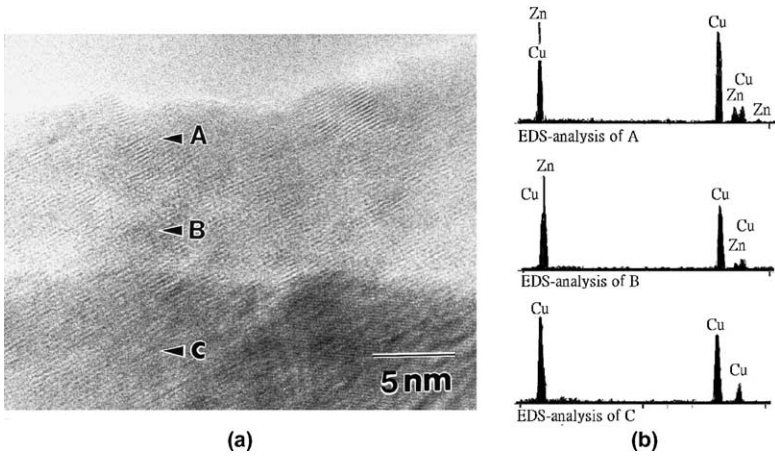 A
B
C
5 nm
(a)
Zn
Cu
Cu
Cu
Zn
Zn
EDS-analysis of A
Zn
Cu
Cu
Cu
Zn
EDS-analysis of B
Cu
Cu
Cu
EDS-analysis of C
(b)